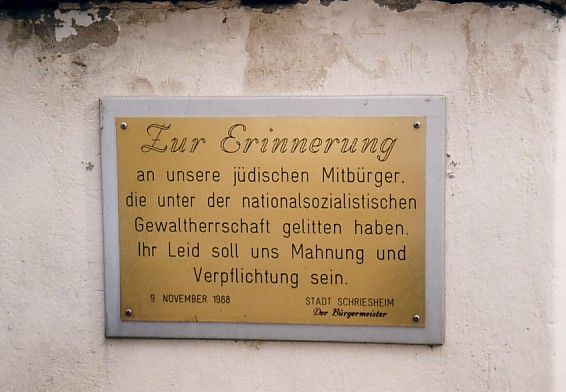 Zur Erinnerung
an unsere jüdischen Mitbürger,
die unter der nationalsozialistischen
Gewaltherrschaft gelitten haben.
Ihr Leid soll uns Mahnung und
Verpflichtung sein.
9. NOVEMBER 1988 STADT SCHRIESHEIM
Der Bürgermeister